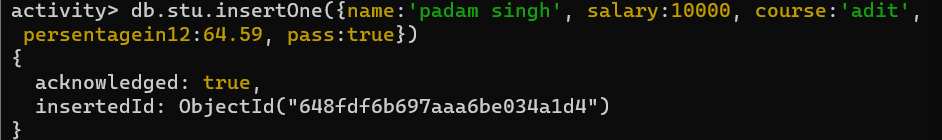 activity> db.stu.insertOne({name:'padam singh', salary:10000, course:'adit',
persentagein12:64.59, pass:true})
{
  acknowledged: true,
  insertedId: ObjectId("648fdf6b697aaa6be034a1d4")
}